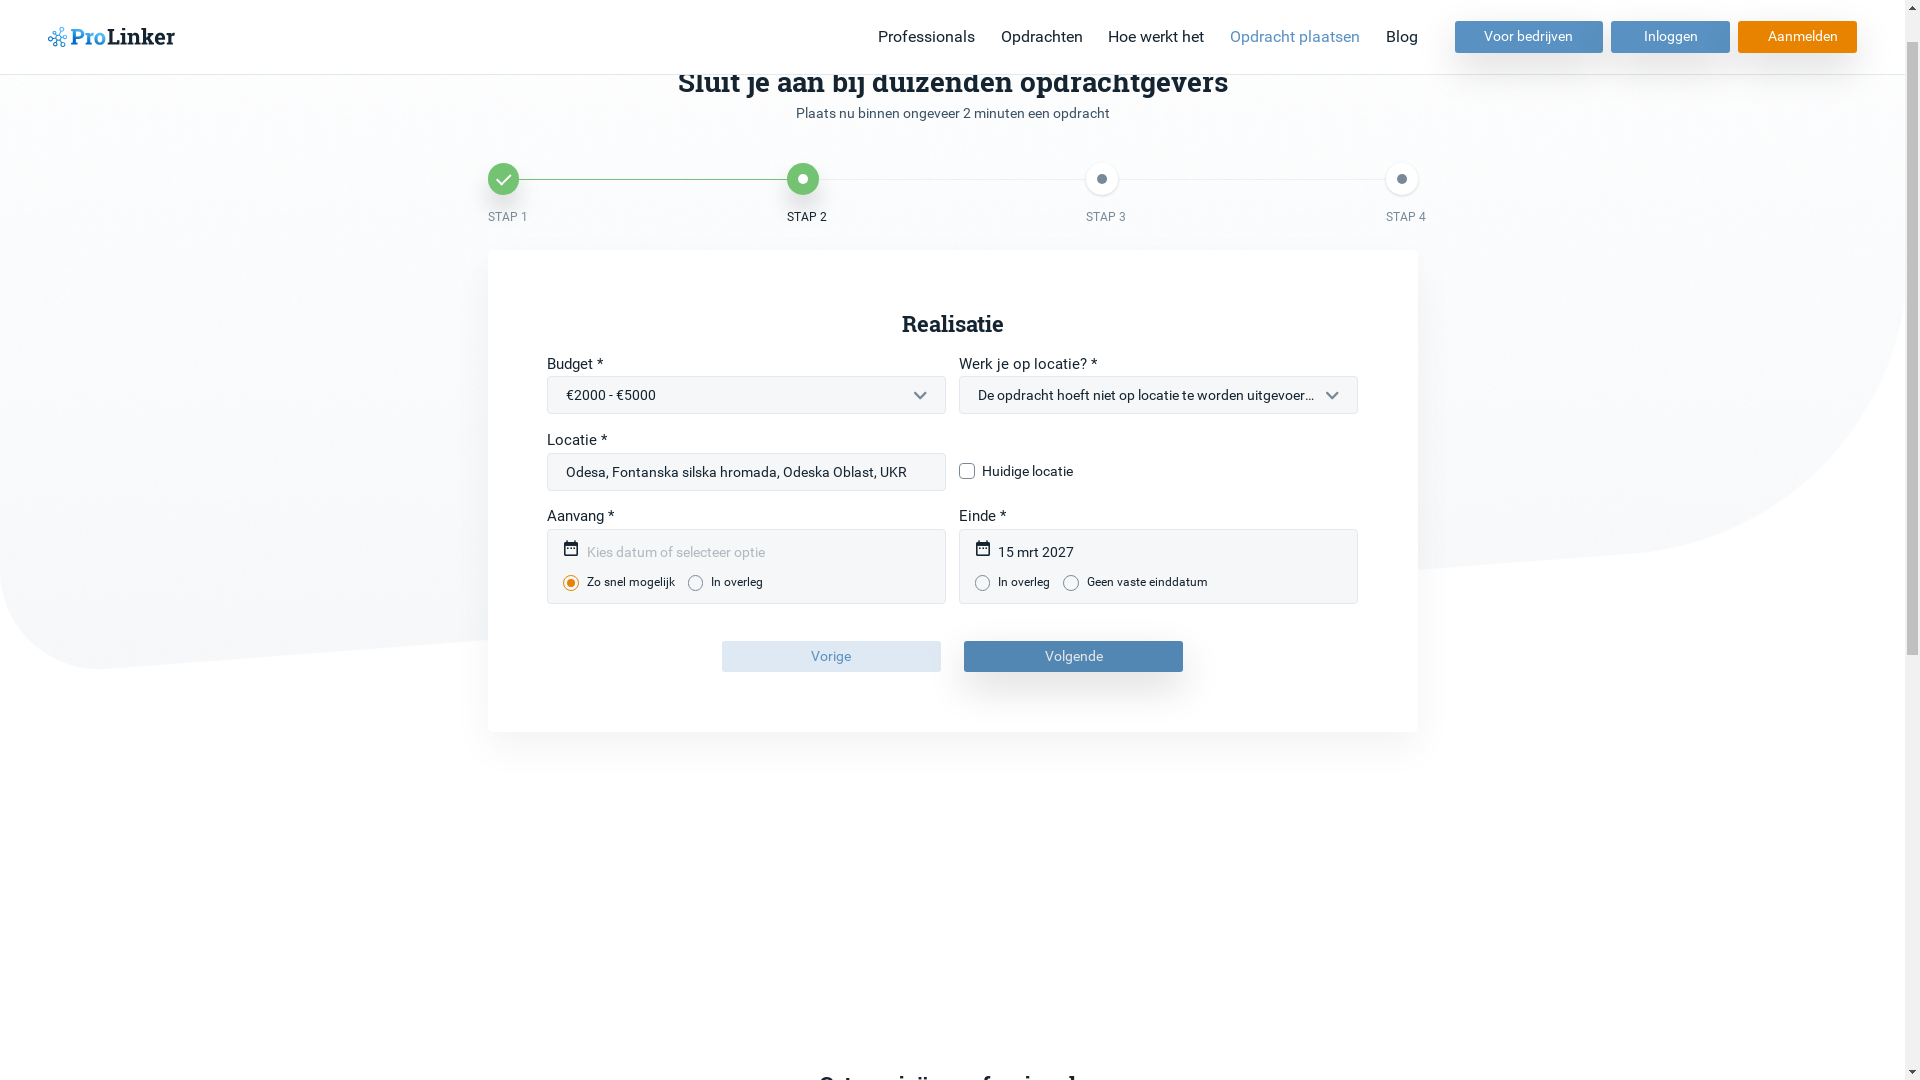 ProLinker
Professionals
Opdrachten
Hoe werkt het
Opdracht plaatsen
Blog
Voor bedrijven
Inloggen
Aanmelden
Sluit je aan bij duizenden opdrachtgevers
Plaats nu binnen ongeveer 2 minuten een opdracht
STAP 1
STAP 2
STAP 3
STAP 4
Realisatie
Budget *
Werk je op locatie? *
€2000 - €5000
De opdracht hoeft niet op locatie te worden uitgevoer...
Locatie *
Odesa, Fontanska silska hromada, Odeska Oblast, UKR
Huidige locatie
Aanvang *
Einde *
Kies datum of selecteer optie
15 mrt 2027
Zo snel mogelijk
In overleg
In overleg
Geen vaste einddatum
Vorige
Volgende